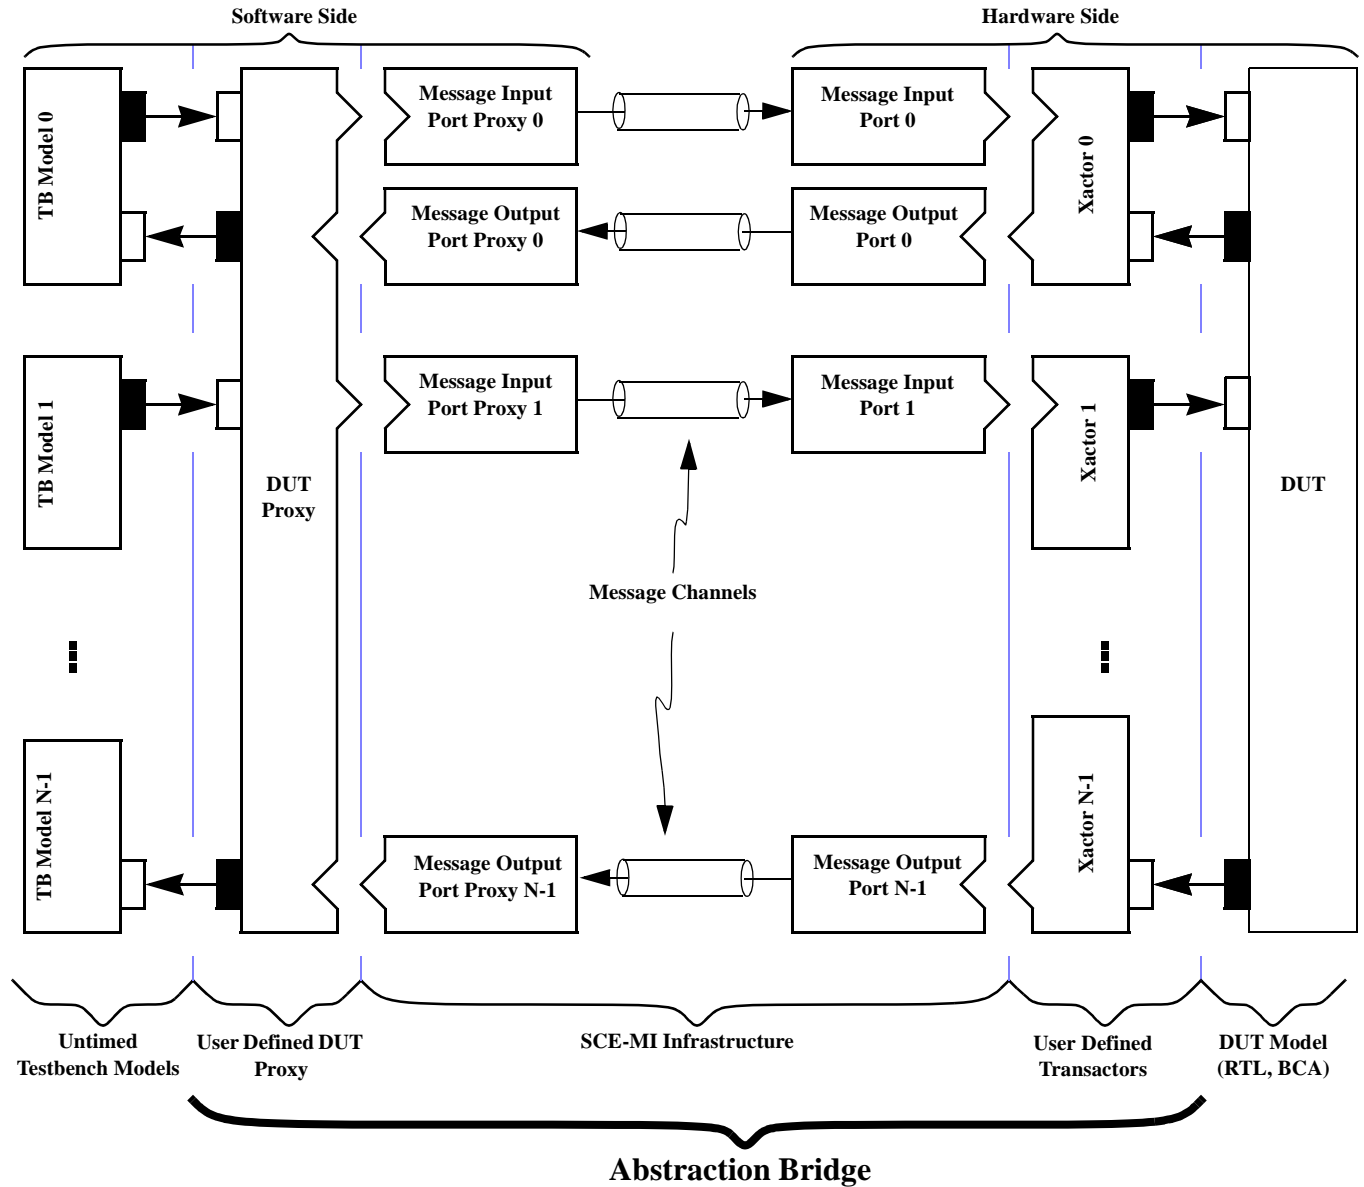 Software Side
Hardware Side
TB Model 0
Message Input
Port Proxy 0
Message Input
Port 0
Xactor 0
Message Output
Port Proxy 0
Message Output
Port 0
TB Model 1
Message Input
Port Proxy 1
Message Input
Port 1
Xactor 1
DUT
Proxy
DUT
Message Channels
TB Model N-1
Message Output
Port Proxy N-1
Message Output
Port N-1
Xactor N-1
Untimed
Testbench Models
User Defined DUT
Proxy
SCE-MI Infrastructure
User Defined
Transactors
DUT Model
(RTL, BCA)
Abstraction Bridge